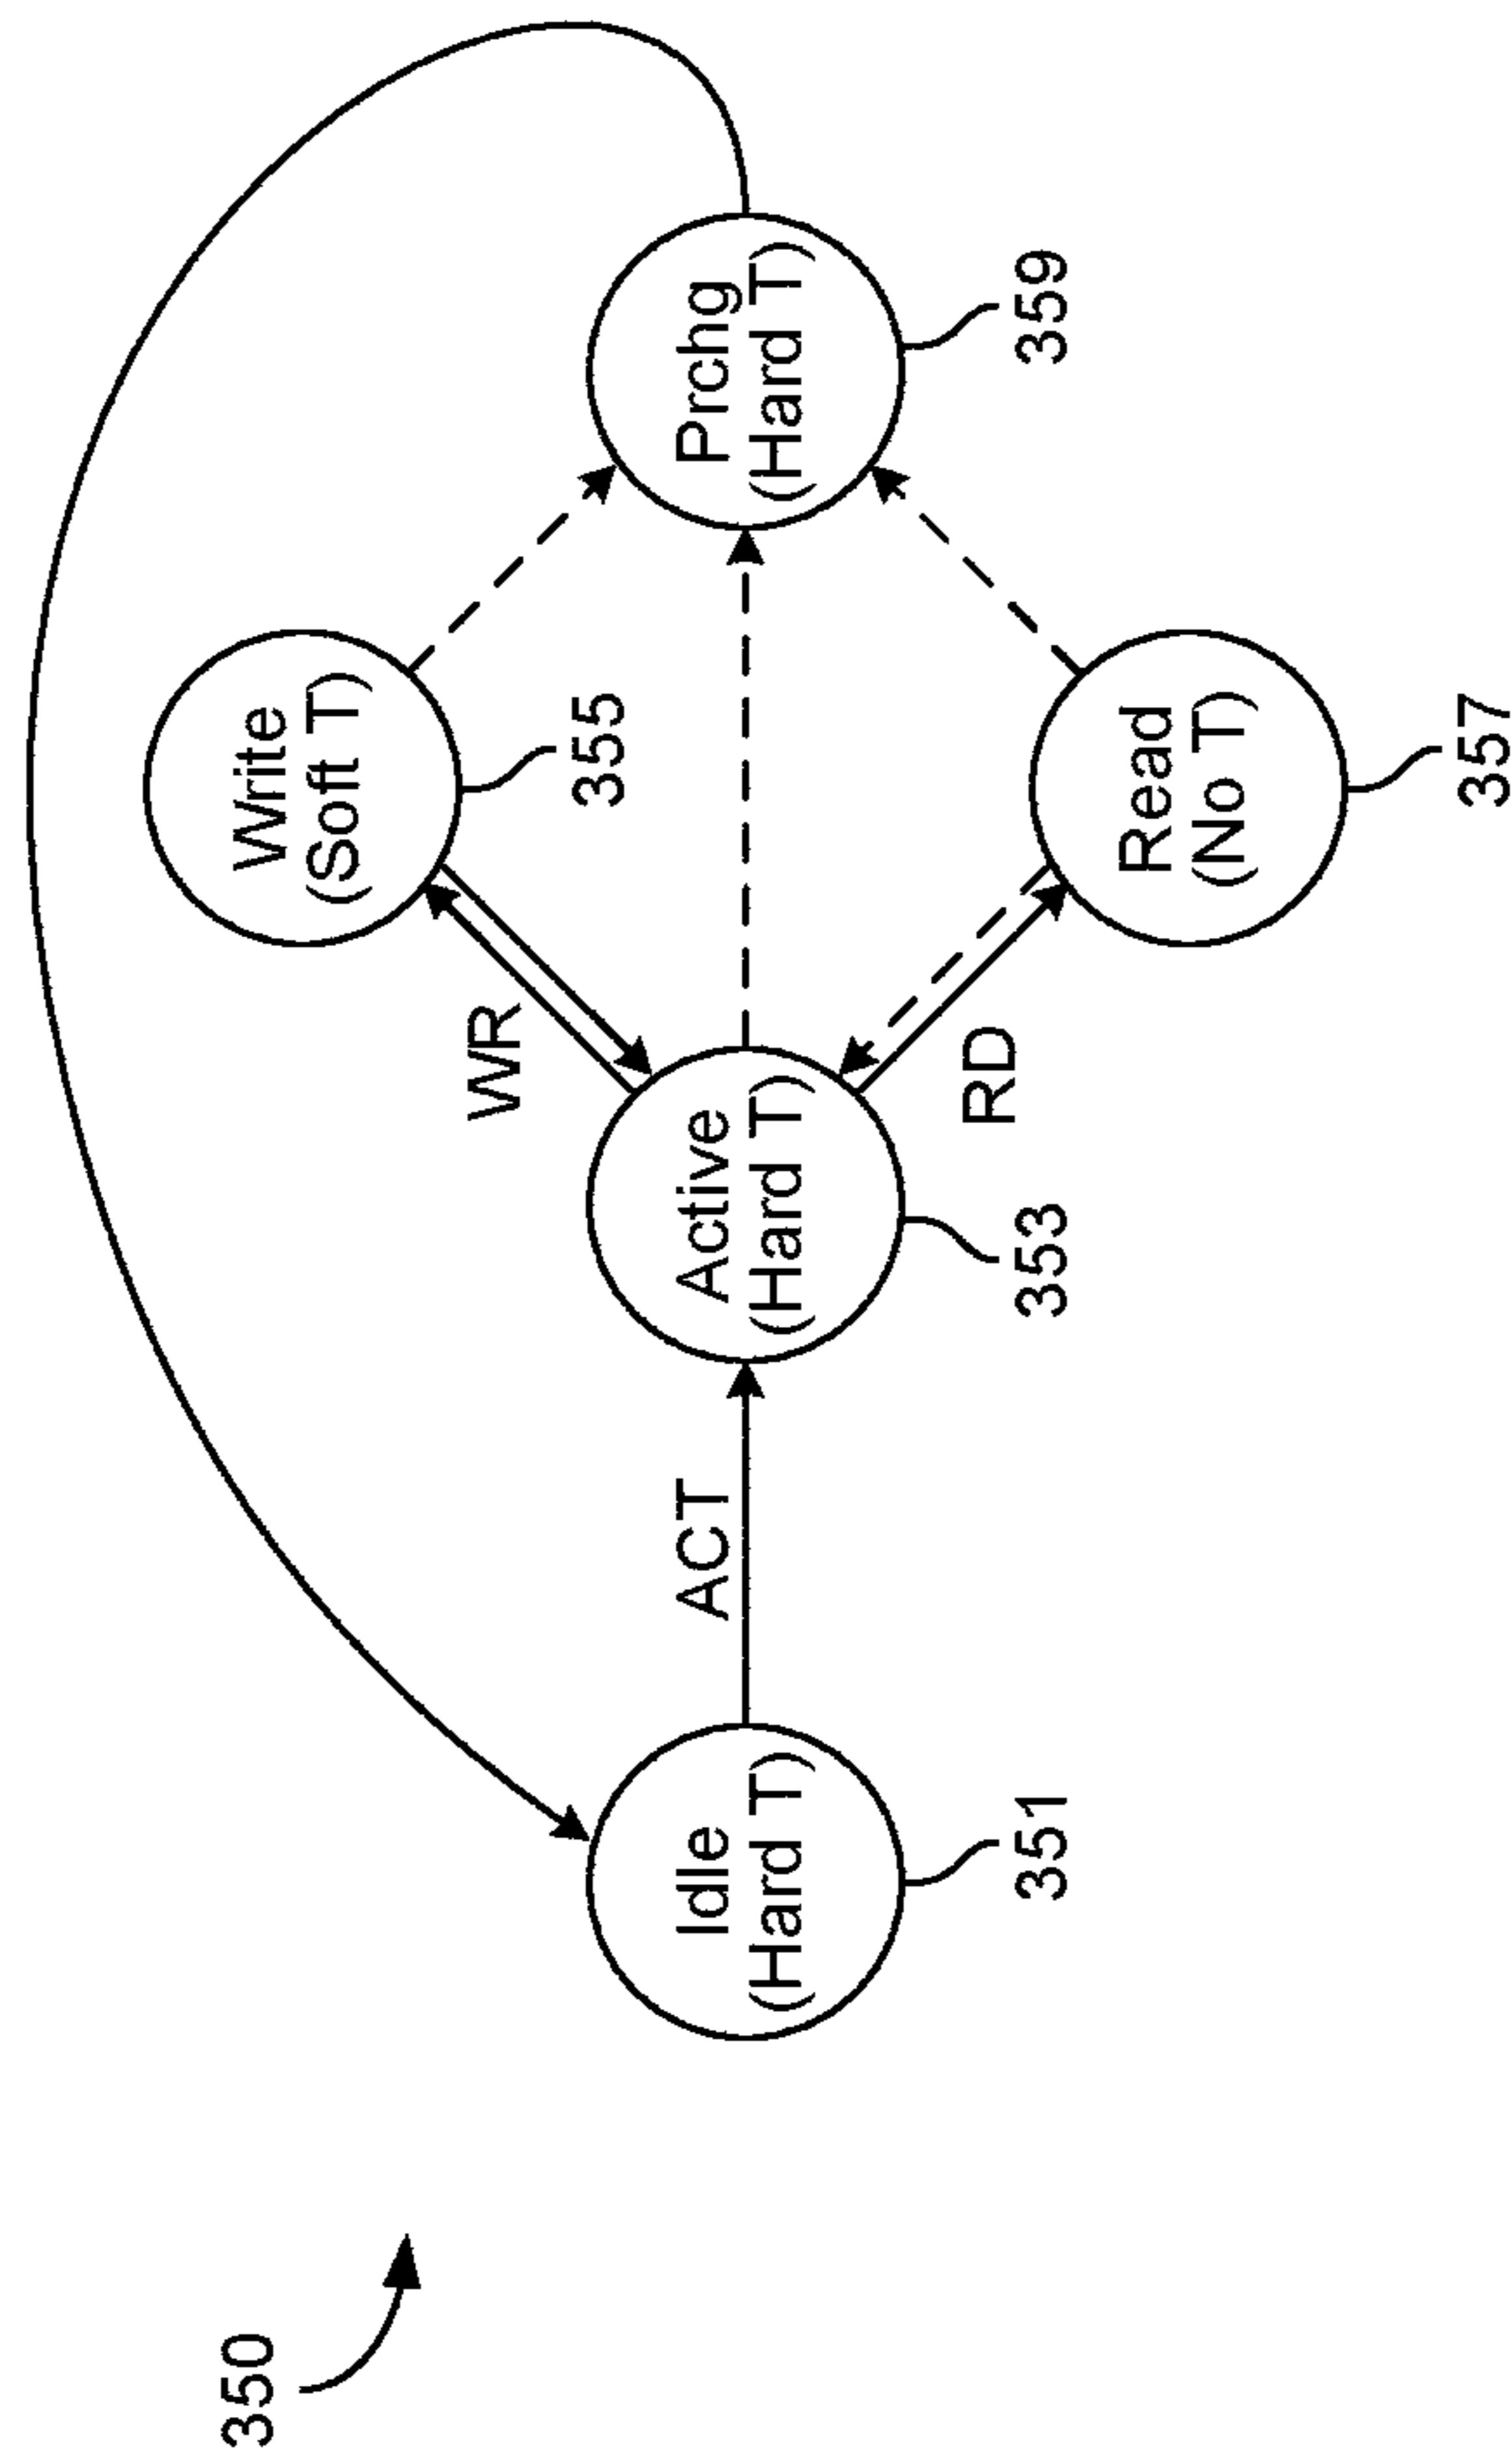 350
Idle
(Hard T)
351
ACT
Active
(Hard T)
353
WR
RD
Write
(Soft T)
355
Read
(No T)
357
Prchg
(Hard T)
359